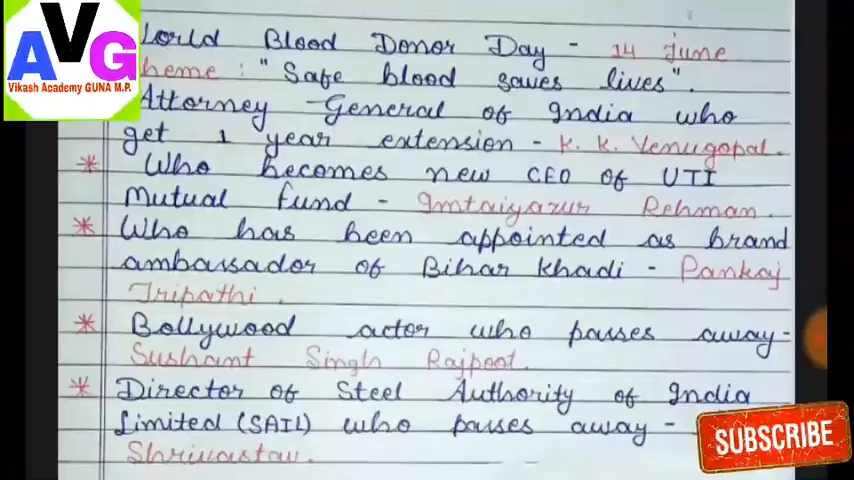 AVG
Vikash Academy GUNA M.P.
World Blood Donor Day - 14 June
heme : "Safe blood saves lives".
Attorney -General of India who
get 1 year extension - K. K. Venugopal.
* Who becomes new CEO of UTI
Mutual fund - Imtaiyazur Rehman.
* Who has been appointed as brand
ambassador of Bihar Khadi - Pankaj
Tripathi.
* Bollywood actor who passes away-
Sushant Singh Rajpoot.
* Director of Steel Authority of India
Limited (SAIL) who passes away -
Shrivastav.
SUBSCRIBE